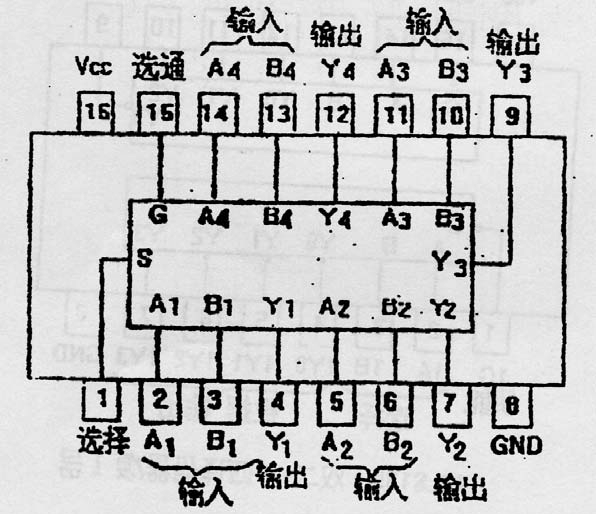 输入 输出 输入 输出
Vcc 选通 A4 B4 Y4 A3 B3 Y3
16 15 14 13 12 11 10 9
G A4 B4 Y4 A3 B3
S Y3
A1 B1 Y1 A2 B2 Y2
1 2 3 4 5 6 7 8
选择 A1 B1 Y1 A2 B2 Y2 GND
输入 输出 输入 输出